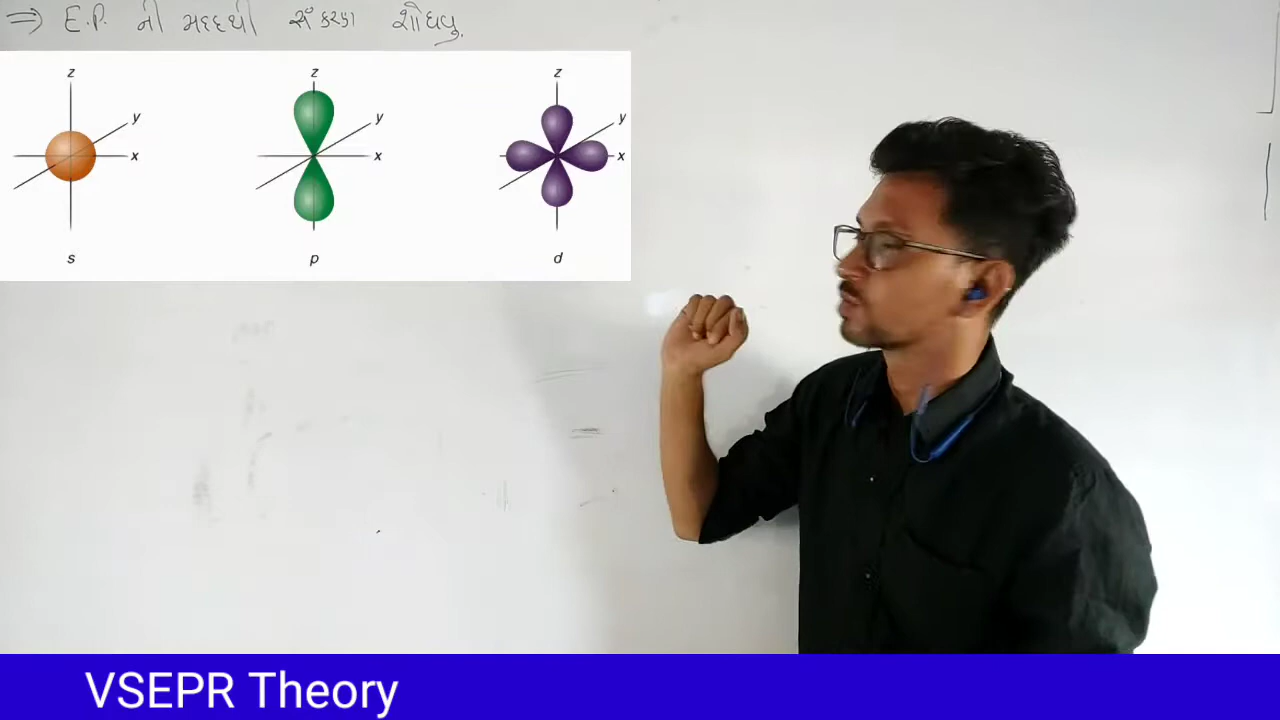 ⇒ E.P. ની મદદથી સંકરણ શોધવુ.
z z z
y y y
x x x
s p d
VSEPR Theory